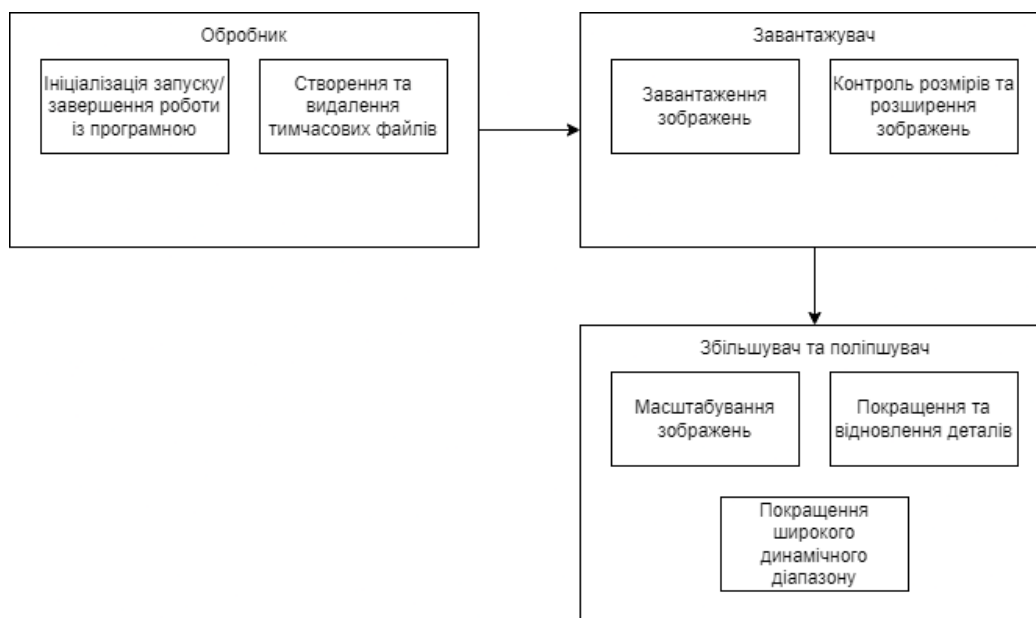 Обробник
Ініціалізація запуску/
завершення роботи
із програмною
Створення та
видалення
тимчасових файлів
Завантажувач
Завантаження
зображень
Контроль розмірів та
розширення
зображень
Збільшувач та поліпшувач
Масштабування
зображень
Покращення та
відновлення деталів
Покращення
широкого
динамічного
діапазону